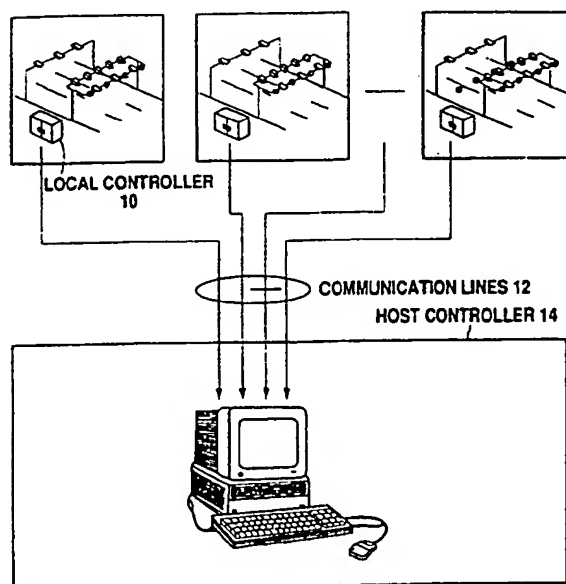 LOCAL CONTROLLER
10
COMMUNICATION LINES 12
HOST CONTROLLER 14